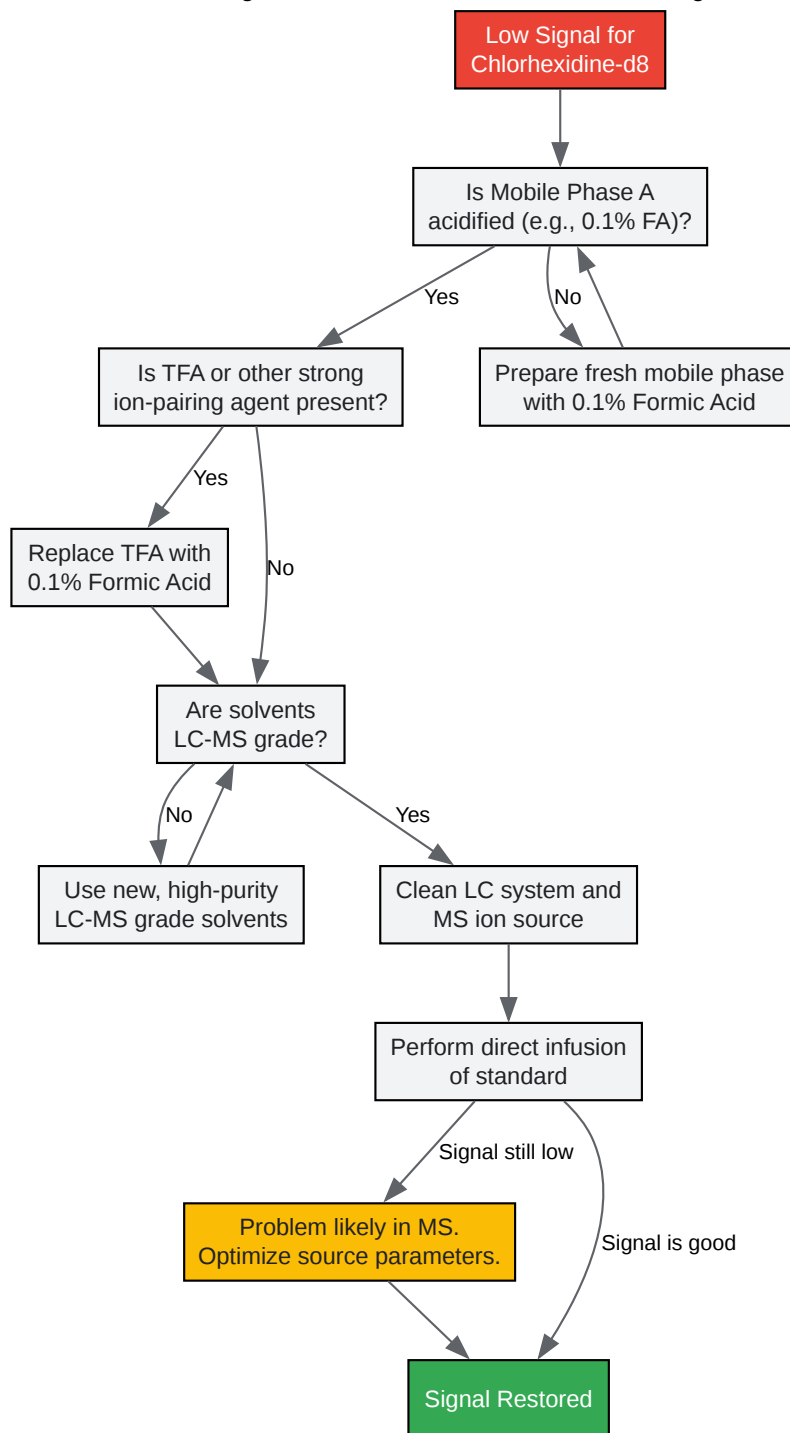 Low Signal for
Chlorhexidine-d8
Is Mobile Phase A
acidified (e.g., 0.1% FA)?
Yes
No
Is TFA or other strong
ion-pairing agent present?
Prepare fresh mobile phase
with 0.1% Formic Acid
Yes
Replace TFA with
0.1% Formic Acid
No
Are solvents
LC-MS grade?
No
Yes
Use new, high-purity
LC-MS grade solvents
Clean LC system and
MS ion source
Perform direct infusion
of standard
Signal still low
Problem likely in MS.
Optimize source parameters.
Signal is good
Signal Restored